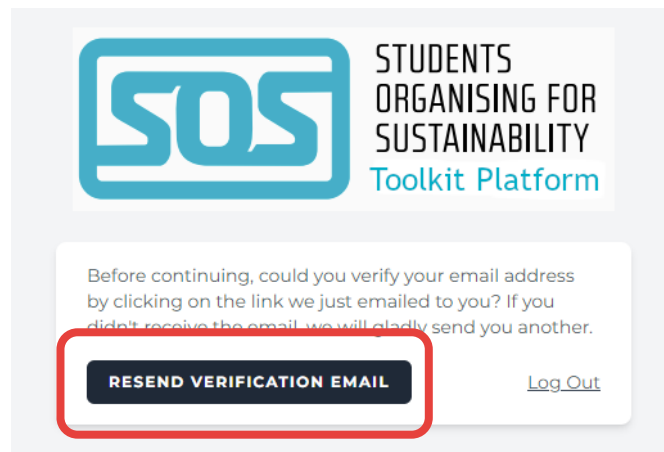 SOS
STUDENTS
ORGANISING FOR
SUSTAINABILITY
Toolkit Platform
Before continuing, could you verify your email address
by clicking on the link we just emailed to you? If you
didn't receive the email, we will gladly send you another.
RESEND VERIFICATION EMAIL
Log Out